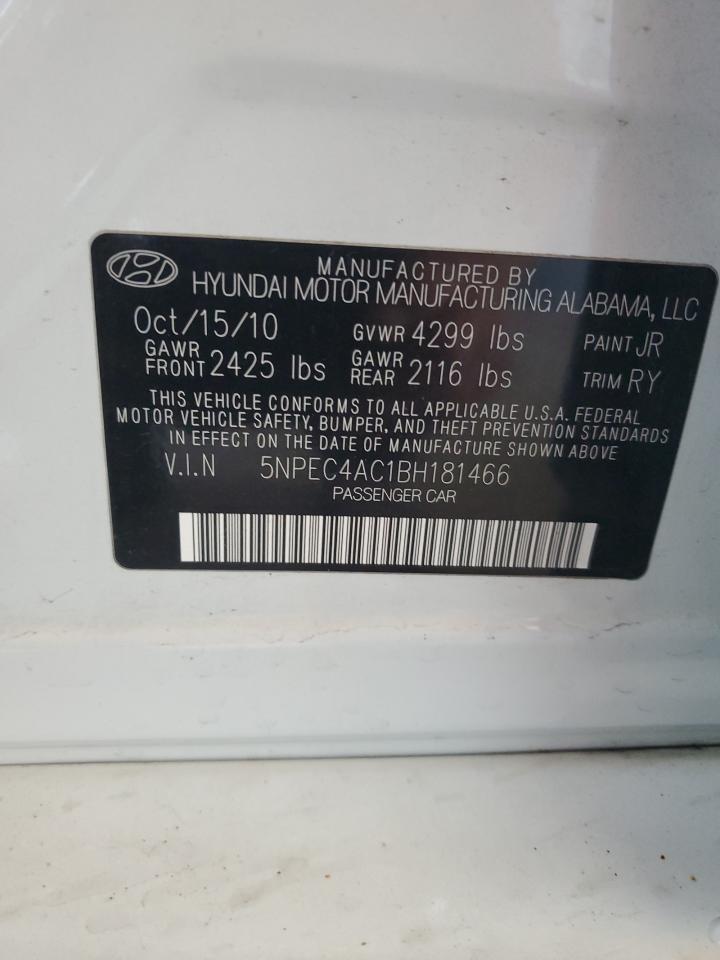 MANUFACTURED BY
HYUNDAI MOTOR MANUFACTURING ALABAMA, LLC
Oct/15/10 GVWR 4299 lbs PAINT JR
GAWR FRONT 2425 lbs GAWR REAR 2116 lbs TRIM RY
THIS VEHICLE CONFORMS TO ALL APPLICABLE U.S.A. FEDERAL
MOTOR VEHICLE SAFETY, BUMPER, AND THEFT PREVENTION STANDARDS
IN EFFECT ON THE DATE OF MANUFACTURE SHOWN ABOVE
V.I.N 5NPEC4AC1BH181466
PASSENGER CAR